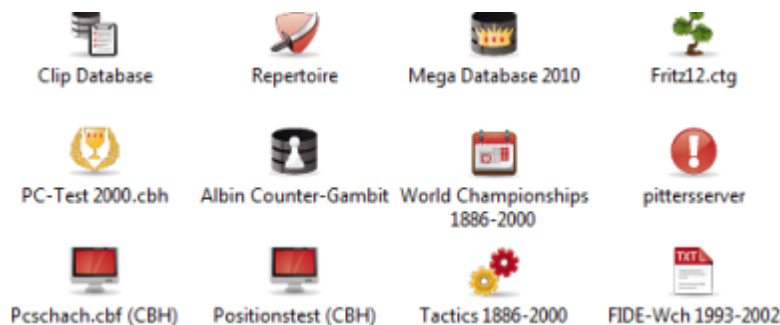 Clip Database
Repertoire
Mega Database 2010
Fritz12.ctg
PC-Test 2000.cbh
Albin Counter-Gambit
World Championships
1886-2000
pittersserver
TXT
Pcschach.cbf (CBH)
Positionstest (CBH)
Tactics 1886-2000
FIDE-Wch 1993-2002